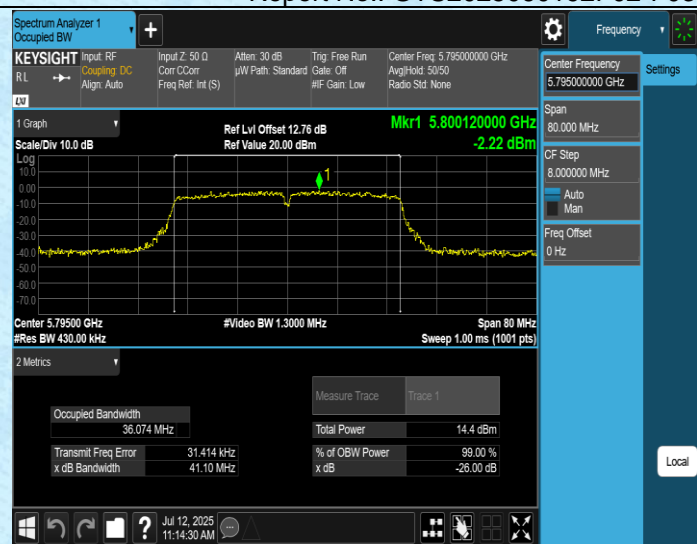 Spectrum Analyzer 1
Occupied BW
Frequency
KEYSIGHT
RL
LXI
Input: RF
Coupling: DC
Align: Auto
Input Z: 50 Ω
Corr CCorr
Freq Ref: Int (S)
Atten: 30 dB
µW Path: Standard
Trig: Free Run
Gate: Off
#IF Gain: Low
Center Freq: 5.795000000 GHz
Avg|Hold: 50/50
Radio Std: None
Center Frequency
5.795000000 GHz
Settings
Span
80.000 MHz
CF Step
8.000000 MHz
Auto
Man
Freq Offset
0 Hz
1 Graph
Scale/Div 10.0 dB
Ref Lvl Offset 12.76 dB
Ref Value 20.00 dBm
Mkr1 5.800120000 GHz
-2.22 dBm
Log
10.0
0.00
-10.0
-20.0
-30.0
-40.0
-50.0
-60.0
-70.0
1
Center 5.79500 GHz
#Res BW 430.00 kHz
#Video BW 1.3000 MHz
Span 80 MHz
Sweep 1.00 ms (1001 pts)
2 Metrics
Measure Trace
Trace 1
Occupied Bandwidth
36.074 MHz
Total Power
14.4 dBm
Transmit Freq Error
31.414 kHz
% of OBW Power
99.00 %
x dB Bandwidth
41.10 MHz
x dB
-26.00 dB
Local
Jul 12, 2025
11:14:30 AM